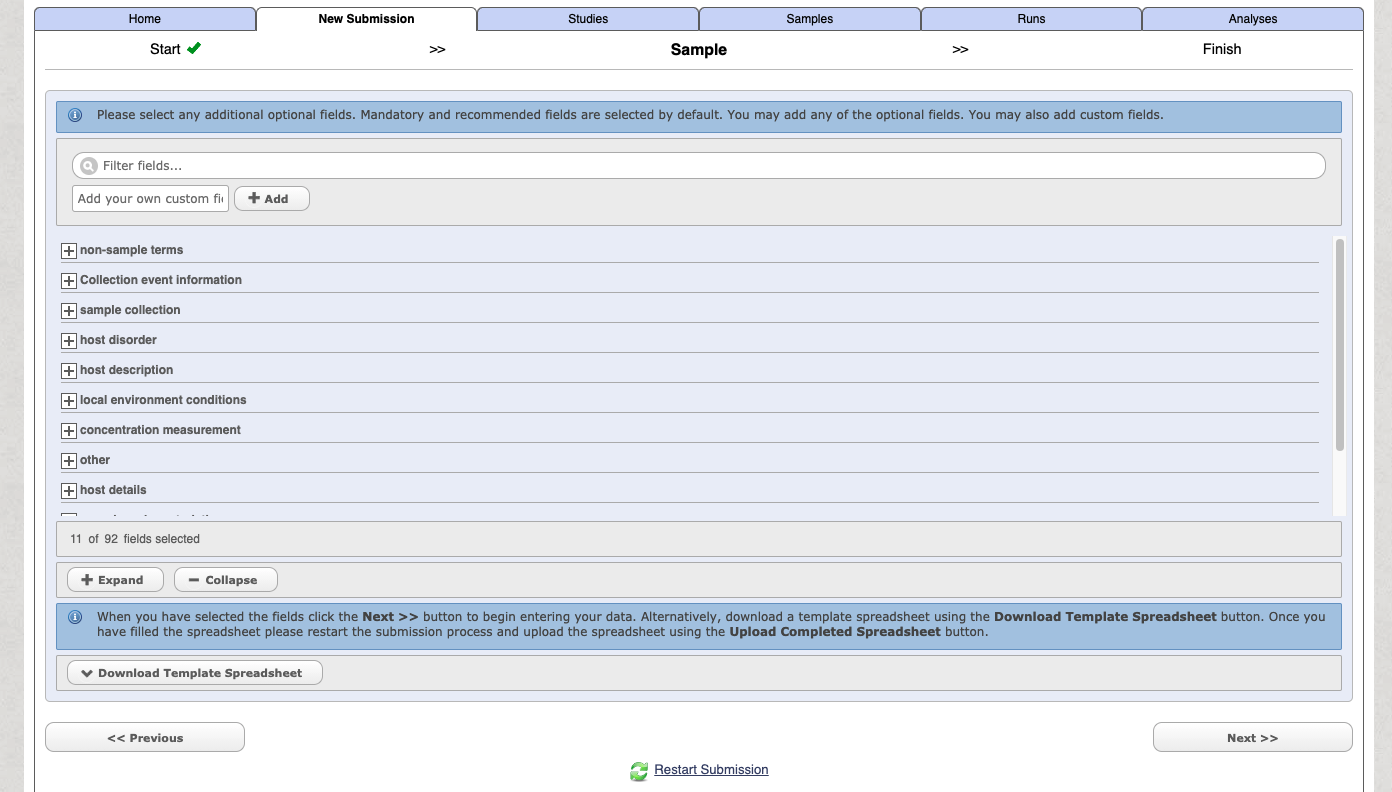 Home New Submission Studies Samples Runs Analyses
Start >> Sample >> Finish
Please select any additional optional fields. Mandatory and recommended fields are selected by default. You may add any of the optional fields. You may also add custom fields.
Filter fields...
Add your own custom fi Add
non-sample terms
Collection event information
sample collection
host disorder
host description
local environment conditions
concentration measurement
other
host details
11 of 92 fields selected
Expand Collapse
When you have selected the fields click the Next >> button to begin entering your data. Alternatively, download a template spreadsheet using the Download Template Spreadsheet button. Once you
have filled the spreadsheet please restart the submission process and upload the spreadsheet using the Upload Completed Spreadsheet button.
Download Template Spreadsheet
<< Previous Next >>
Restart Submission